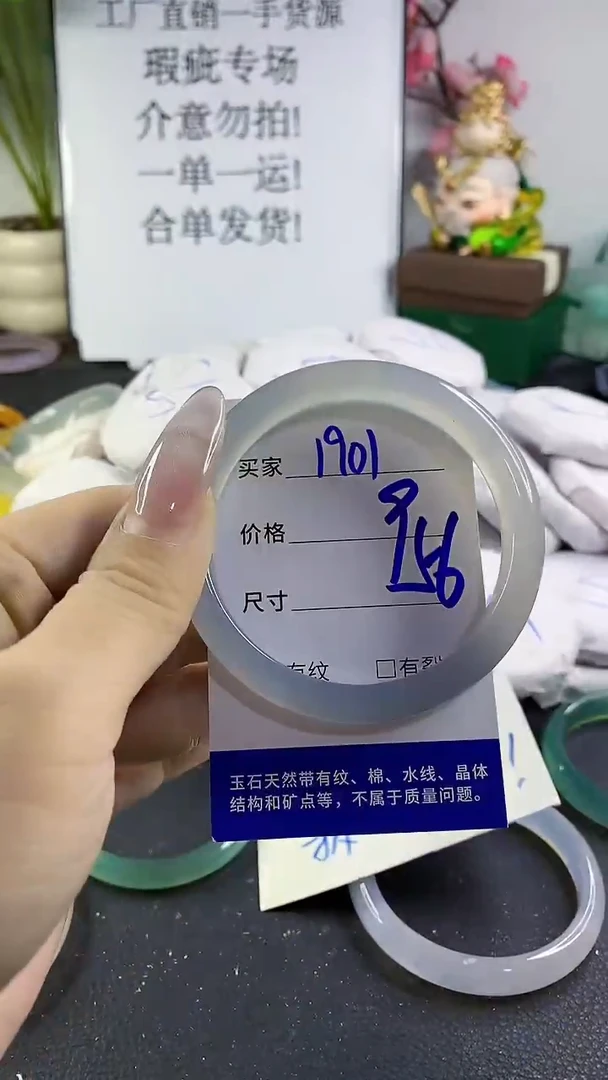 工厂直销一手货源
瑕疵专场
介意勿拍!
一单一运!
合单发货!
买家 1901
价格
尺寸 56
有纹 □有裂
玉石天然带有纹、棉、水线、晶体
结构和矿点等，不属于质量问题。